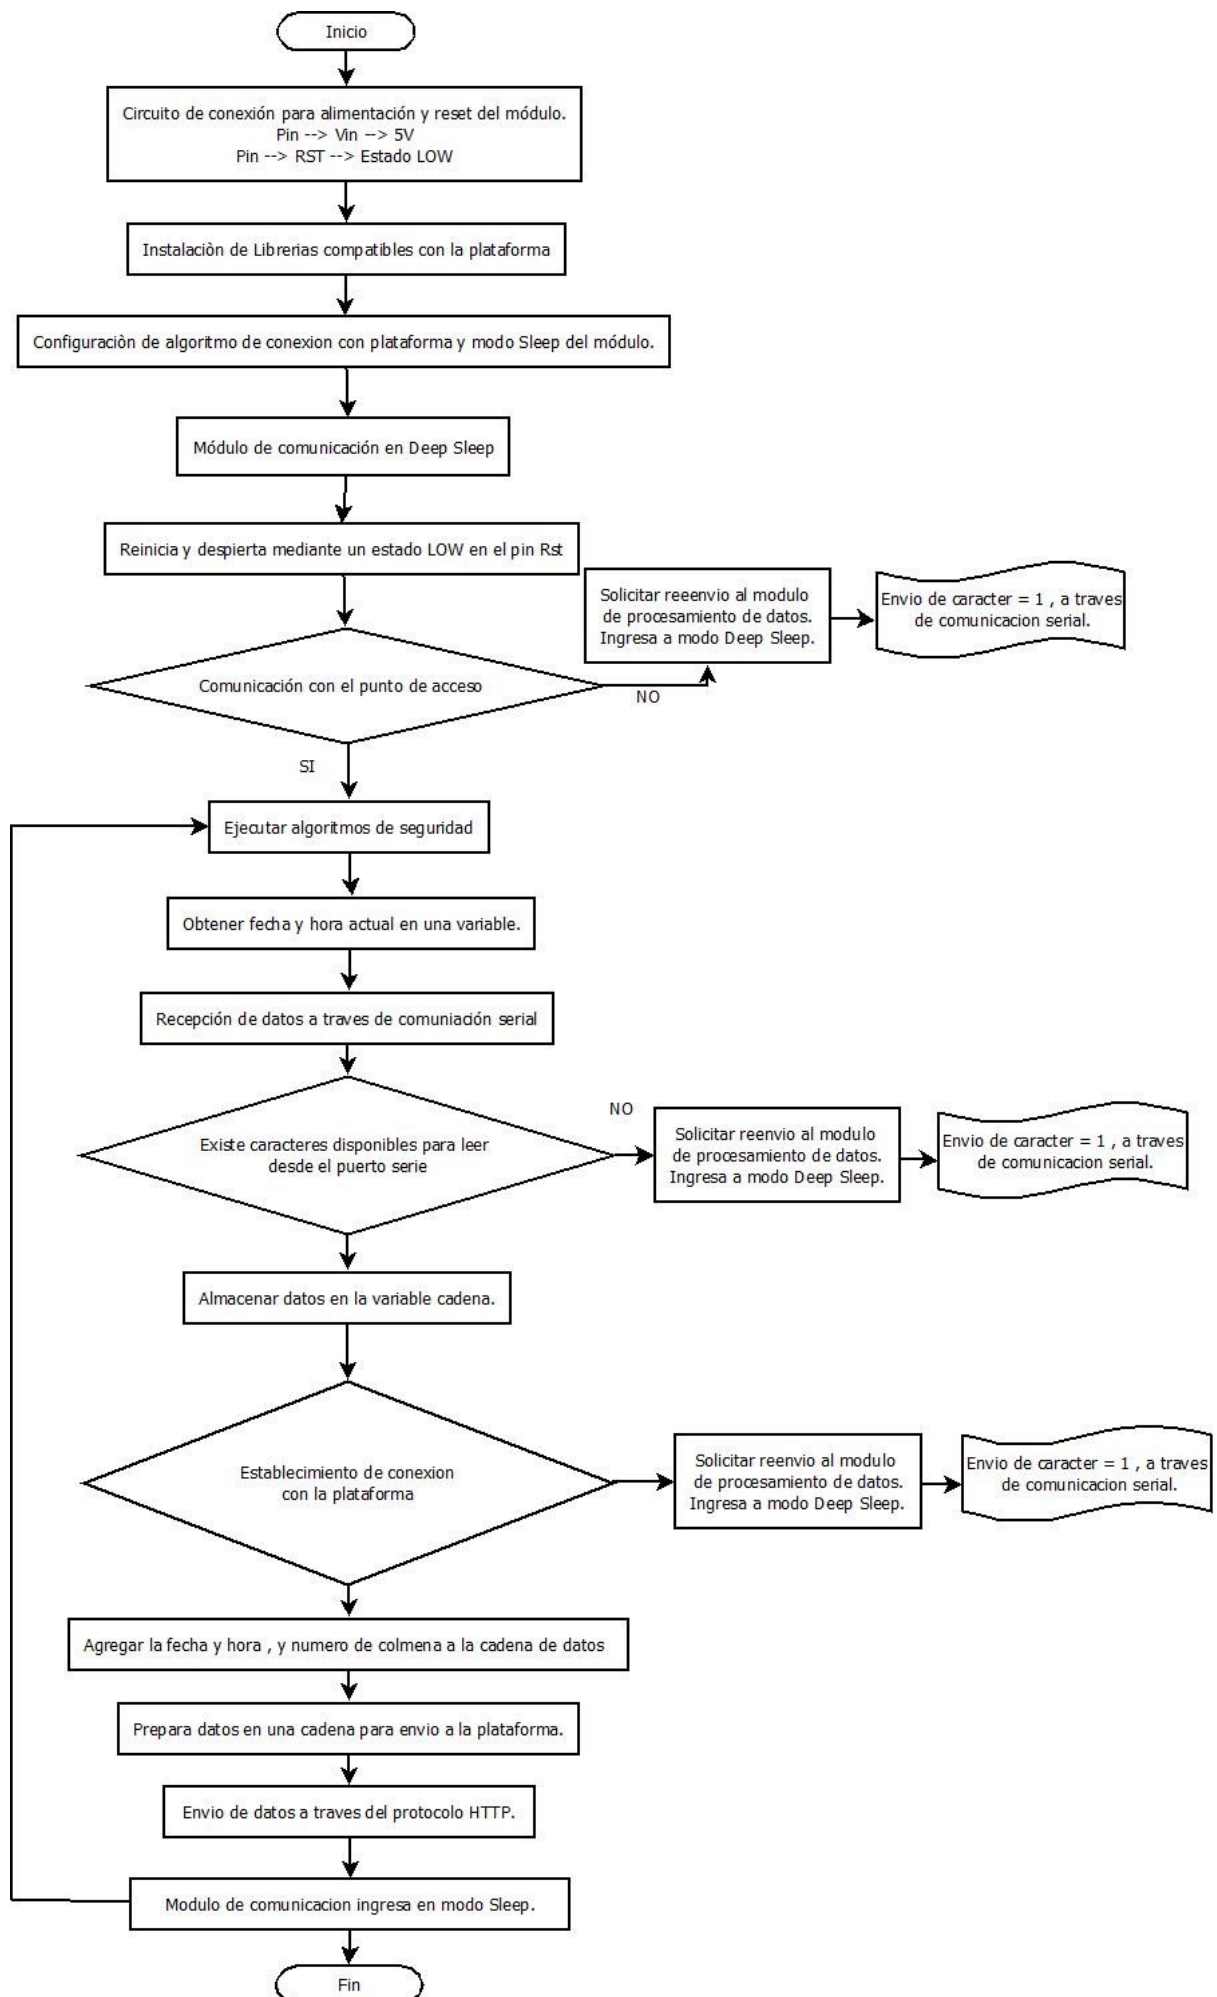 Inicio
Circuito de conexión para alimentación y reset del módulo.
Pin --> Vin --> 5V
Pin --> RST --> Estado LOW
Instalaciòn de Librerias compatibles con la plataforma
Configuraciòn de algoritmo de conexion con plataforma y modo Sleep del módulo.
Módulo de comunicación en Deep Sleep
Reinicia y despierta mediante un estado LOW en el pin Rst
Solicitar reeenvio al modulo
de procesamiento de datos.
Ingresa a modo Deep Sleep.
Envio de caracter = 1 , a traves
de comunicacion serial.
Comunicación con el punto de acceso
NO
SI
Ejecutar algoritmos de seguridad
Obtener fecha y hora actual en una variable.
Recepción de datos a traves de comuniación serial
Existe caracteres disponibles para leer
desde el puerto serie
NO
Solicitar reenvio al modulo
de procesamiento de datos.
Ingresa a modo Deep Sleep.
Envio de caracter = 1 , a traves
de comunicacion serial.
Almacenar datos en la variable cadena.
Establecimiento de conexion
con la plataforma
Solicitar reenvio al modulo
de procesamiento de datos.
Ingresa a modo Deep Sleep.
Envio de caracter = 1 , a traves
de comunicacion serial.
Agregar la fecha y hora , y numero de colmena a la cadena de datos
Prepara datos en una cadena para envio a la plataforma.
Envio de datos a traves del protocolo HTTP.
Modulo de comunicacion ingresa en modo Sleep.
Fin